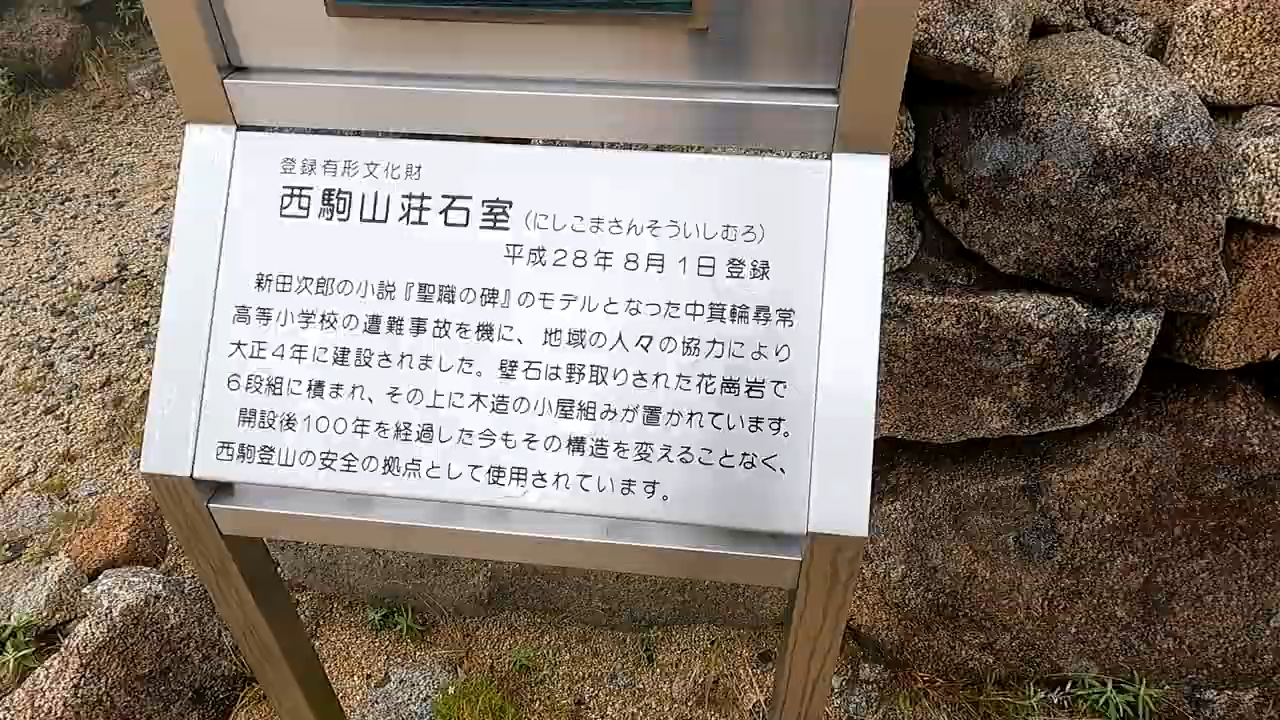 登録有形文化財
西駒山荘石室（にしこまさんそういしむろ）
平成28年 8月 1日 登録
新田次郎の小説『聖職の碑』のモデルとなった中箕輪尋常
高等小学校の遭難事故を機に、地域の人々の協力により
大正4年に建設されました。壁石は野取りされた花崗岩で
6段組に積まれ、その上に木造の小屋組みが置かれています。
開設後100年を経過した今もその構造を変えることなく、
西駒登山の安全の拠点として使用されています。